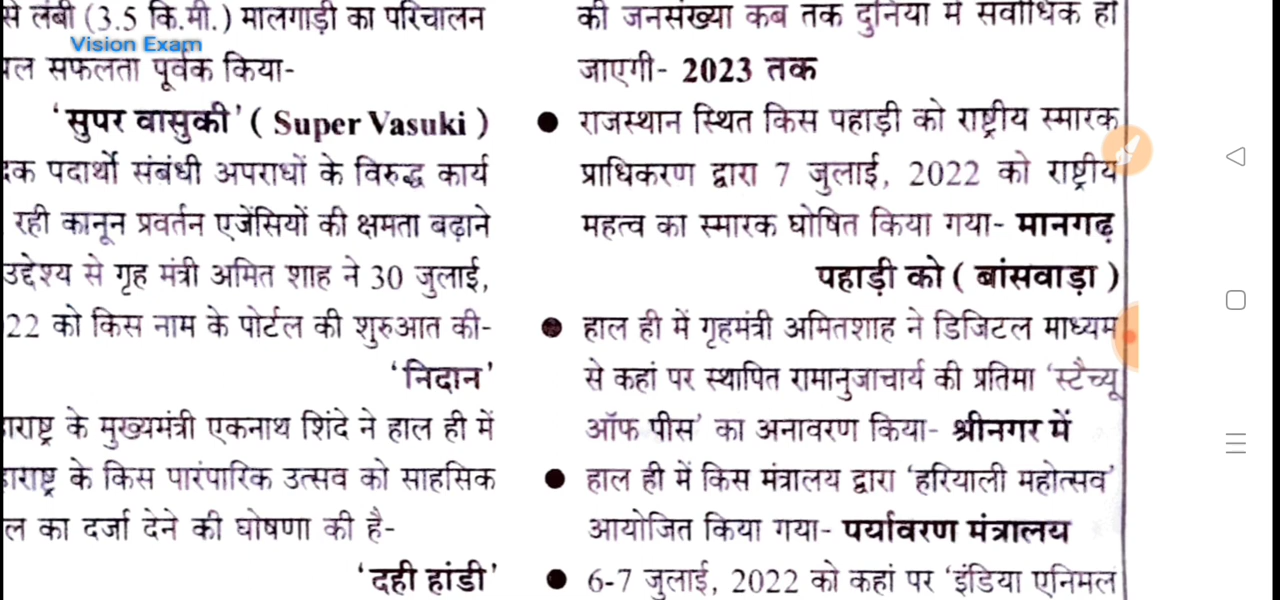 से लंबी (3.5 कि.मी.) मालगाड़ी का परिचालन
Vision Exam
सफलता पूर्वक किया-
'सुपर वासुकी' ( Super Vasuki )
पदार्थो संबंधी अपराधों के विरुद्ध कार्य
रही कानून प्रवर्तन एजेंसियों की क्षमता बढ़ाने
उद्देश्य से गृह मंत्री अमित शाह ने 30 जुलाई,
22 को किस नाम के पोर्टल की शुरुआत की-
'निदान'
के मुख्यमंत्री एकनाथ शिंदे ने हाल ही में
के किस पारंपारिक उत्सव को साहसिक
का दर्जा देने की घोषणा की है-
'दही हांडी'
की जनसंख्या कब तक दुनिया में सर्वाधिक हो
जाएगी- 2023 तक
● राजस्थान स्थित किस पहाड़ी को राष्ट्रीय स्मारक
प्राधिकरण द्वारा 7 जुलाई, 2022 को राष्ट्रीय
महत्व का स्मारक घोषित किया गया- मानगढ़
पहाड़ी को ( बांसवाड़ा )
● हाल ही में गृहमंत्री अमितशाह ने डिजिटल माध्यम
से कहां पर स्थापित रामानुजाचार्य की प्रतिमा 'स्टैच्यू
ऑफ पीस' का अनावरण किया- श्रीनगर में
● हाल ही में किस मंत्रालय द्वारा 'हरियाली महोत्सव'
आयोजित किया गया- पर्यावरण मंत्रालय
● 6-7 जुलाई, 2022 को कहां पर 'इंडिया एनिमल